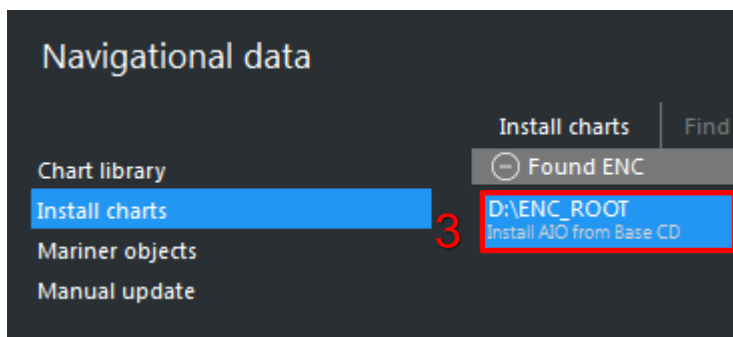 Navigational data
Install charts Find
Chart library
Found ENC
Install charts
D:\ENC_ROOT
3
Install AIO from Base CD
Mariner objects
Manual update